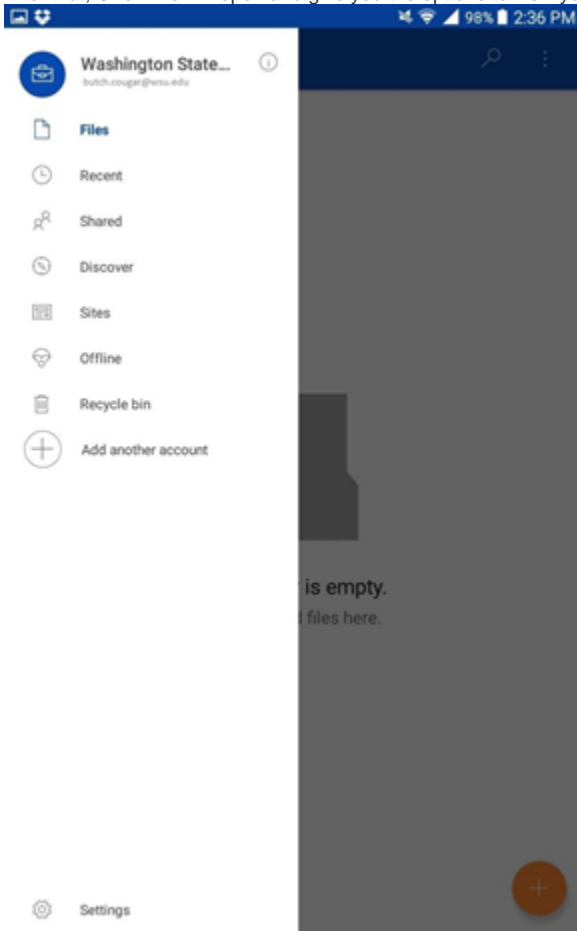 98% 2:36 PM
Washington State...
butch.cougar@wsu.edu
Files
Recent
Shared
Discover
Sites
Offline
Recycle bin
Add another account
is empty.
files here.
Settings